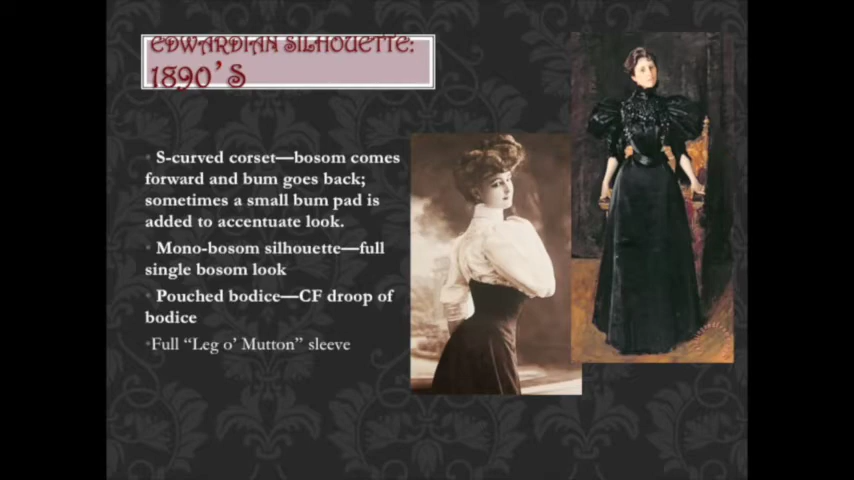 EDWARDIAN SILHOUETTE:
1890'S
• S-curved corset—bosom comes
forward and bum goes back;
sometimes a small bum pad is
added to accentuate look.
• Mono-bosom silhouette—full
single bosom look
• Pouched bodice—CF droop of
bodice
•Full “Leg o’ Mutton” sleeve